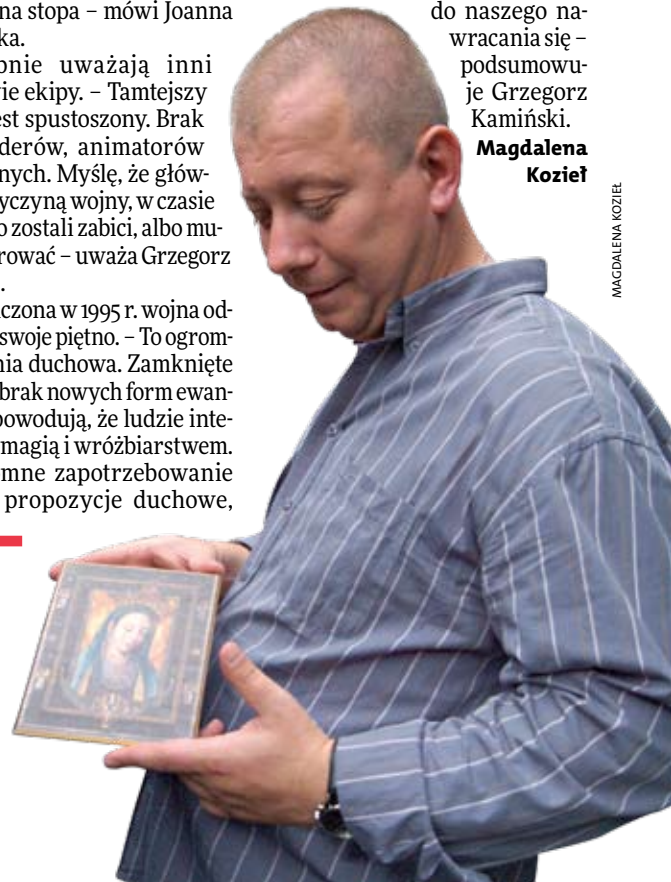 na stopa – mówi Joanna
ka.
bnie uważają inni
ie ekipy. – Tamtejszy
est spustoszony. Brak
derów, animatorów
nych. Myślę, że głów-
yczyną wojny, w czasie
o zostali zabici, albo mu-
rować – uważa Grzegorz
.
czona w 1995 r. wojna od-
swoje piętno. – To ogrom-
nia duchowa. Zamknięte
brak nowych form ewan-
powodują, że ludzie inte-
magią i wróżbiarstwem.
mne zapotrzebowanie
propozycje duchowe,
do naszego na-
wracania się –
podsumowu-
je Grzegorz
Kamiński.
Magdalena
Kozieł
MAGDALENA KOZIEŁ